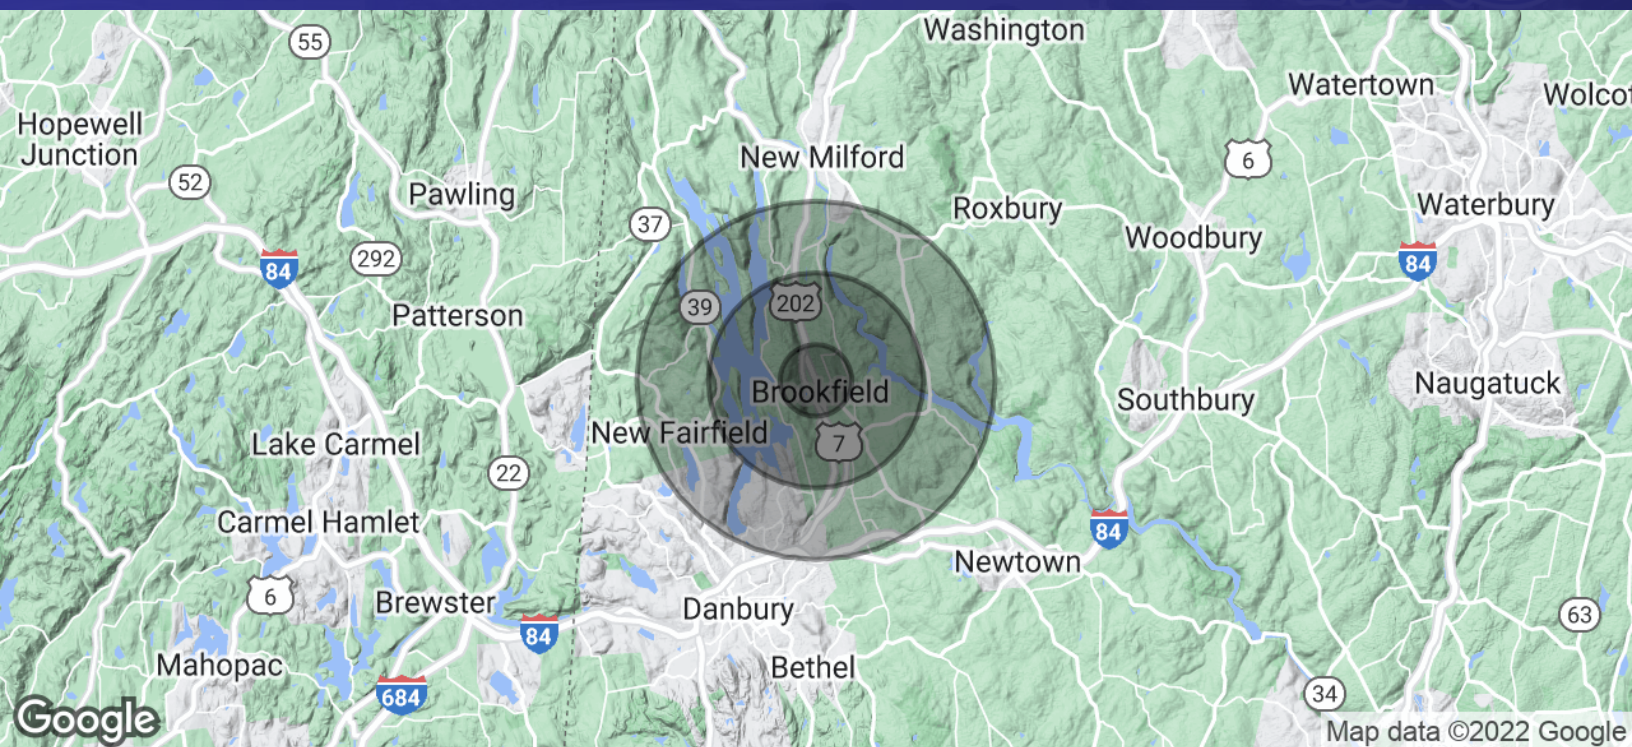 Washington
55
Watertown
Wolcot
Hopewell
Junction
New Milford
6
52
Pawling
Roxbury
Waterbury
37
Woodbury
292
84
84
39
202
Patterson
Brookfield
Naugatuck
Southbury
New Fairfield
7
Lake Carmel
22
Carmel Hamlet
84
Newtown
6
Brewster
Danbury
63
84
Mahopac
Bethel
684
34
Google
Map data ©2022 Google